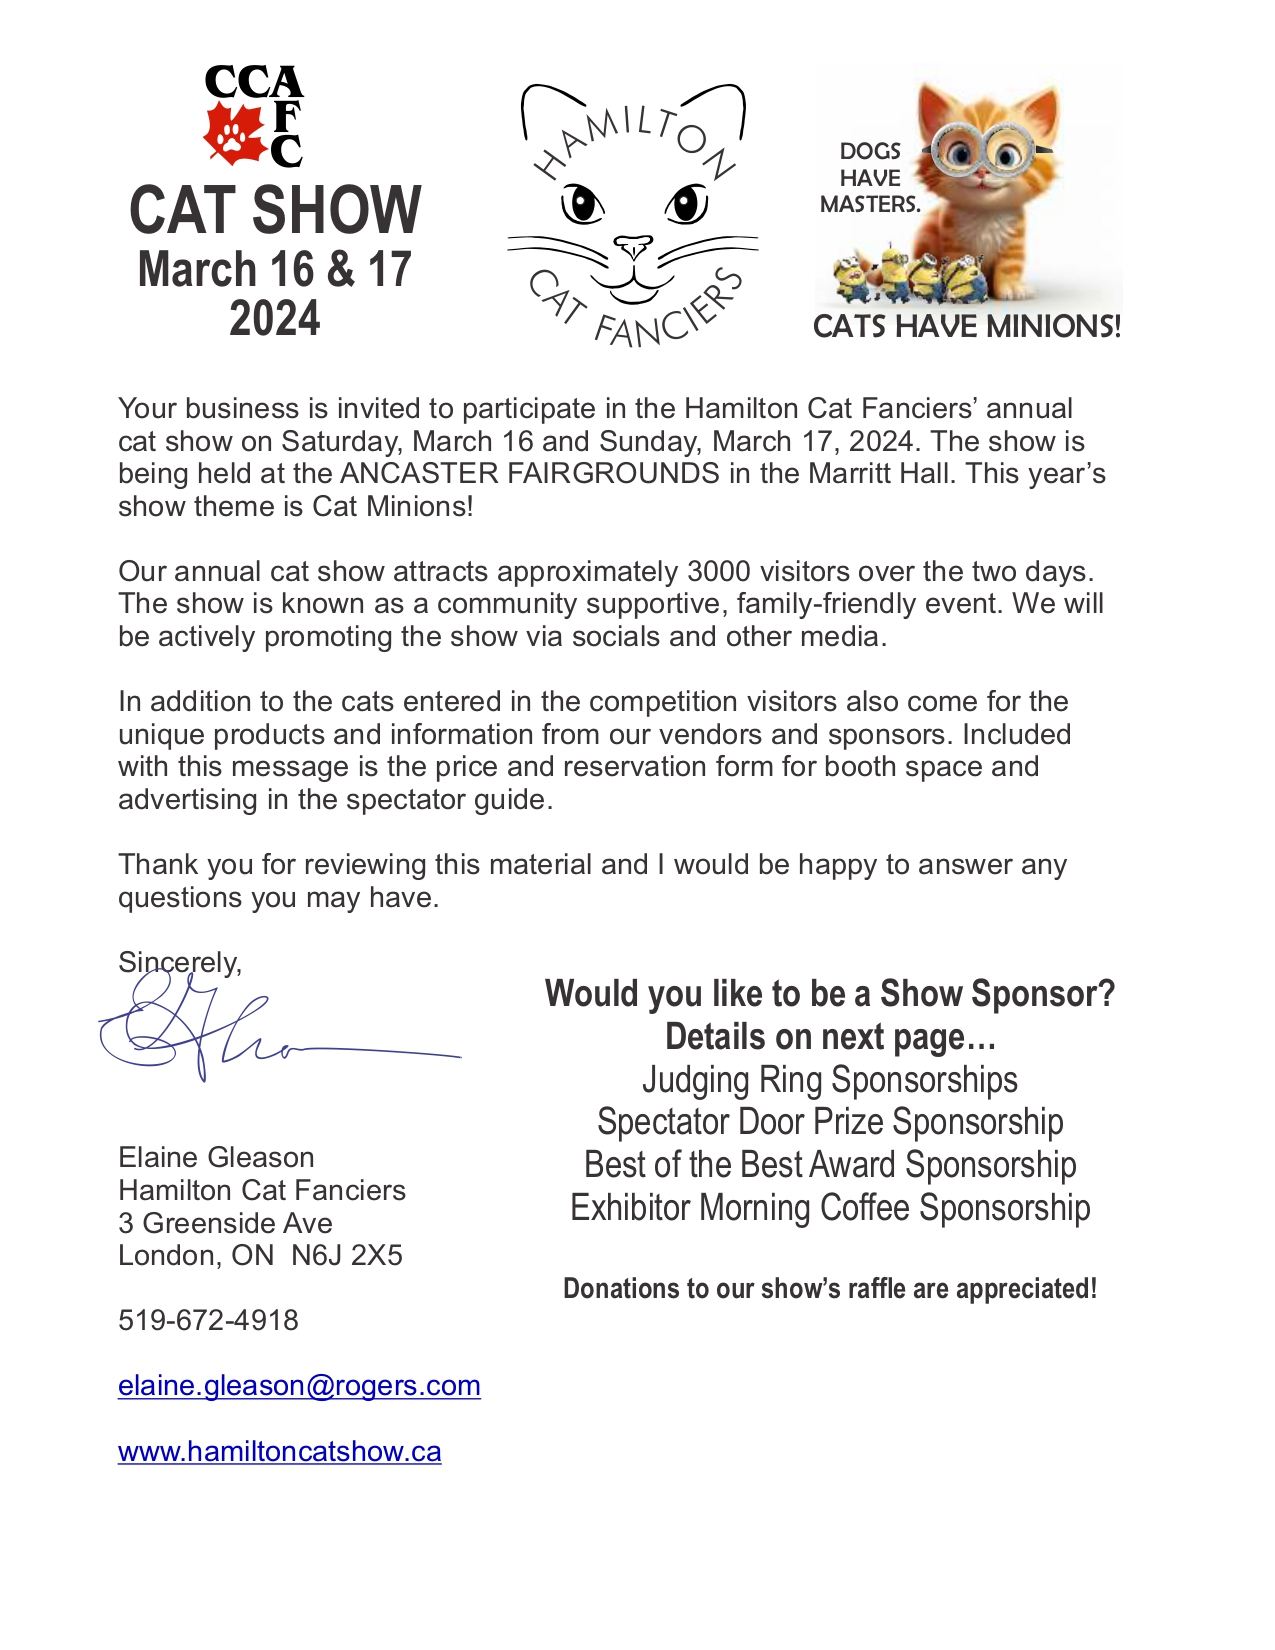 CCA
F
C
CAT SHOW
March 16 & 17
2024
HAMILTON
CAT FANCIERS
DOGS
HAVE
MASTERS.
CATS HAVE MINIONS!
Your business is invited to participate in the Hamilton Cat Fanciers’ annual
cat show on Saturday, March 16 and Sunday, March 17, 2024. The show is
being held at the ANCASTER FAIRGROUNDS in the Marritt Hall. This year’s
show theme is Cat Minions!
Our annual cat show attracts approximately 3000 visitors over the two days.
The show is known as a community supportive, family-friendly event. We will
be actively promoting the show via socials and other media.
In addition to the cats entered in the competition visitors also come for the
unique products and information from our vendors and sponsors. Included
with this message is the price and reservation form for booth space and
advertising in the spectator guide.
Thank you for reviewing this material and I would be happy to answer any
questions you may have.
Sincerely,
Elaine Gleason
Hamilton Cat Fanciers
3 Greenside Ave
London, ON  N6J 2X5
519-672-4918
elaine.gleason@rogers.com
www.hamiltoncatshow.ca
Would you like to be a Show Sponsor?
Details on next page…
Judging Ring Sponsorships
Spectator Door Prize Sponsorship
Best of the Best Award Sponsorship
Exhibitor Morning Coffee Sponsorship
Donations to our show’s raffle are appreciated!